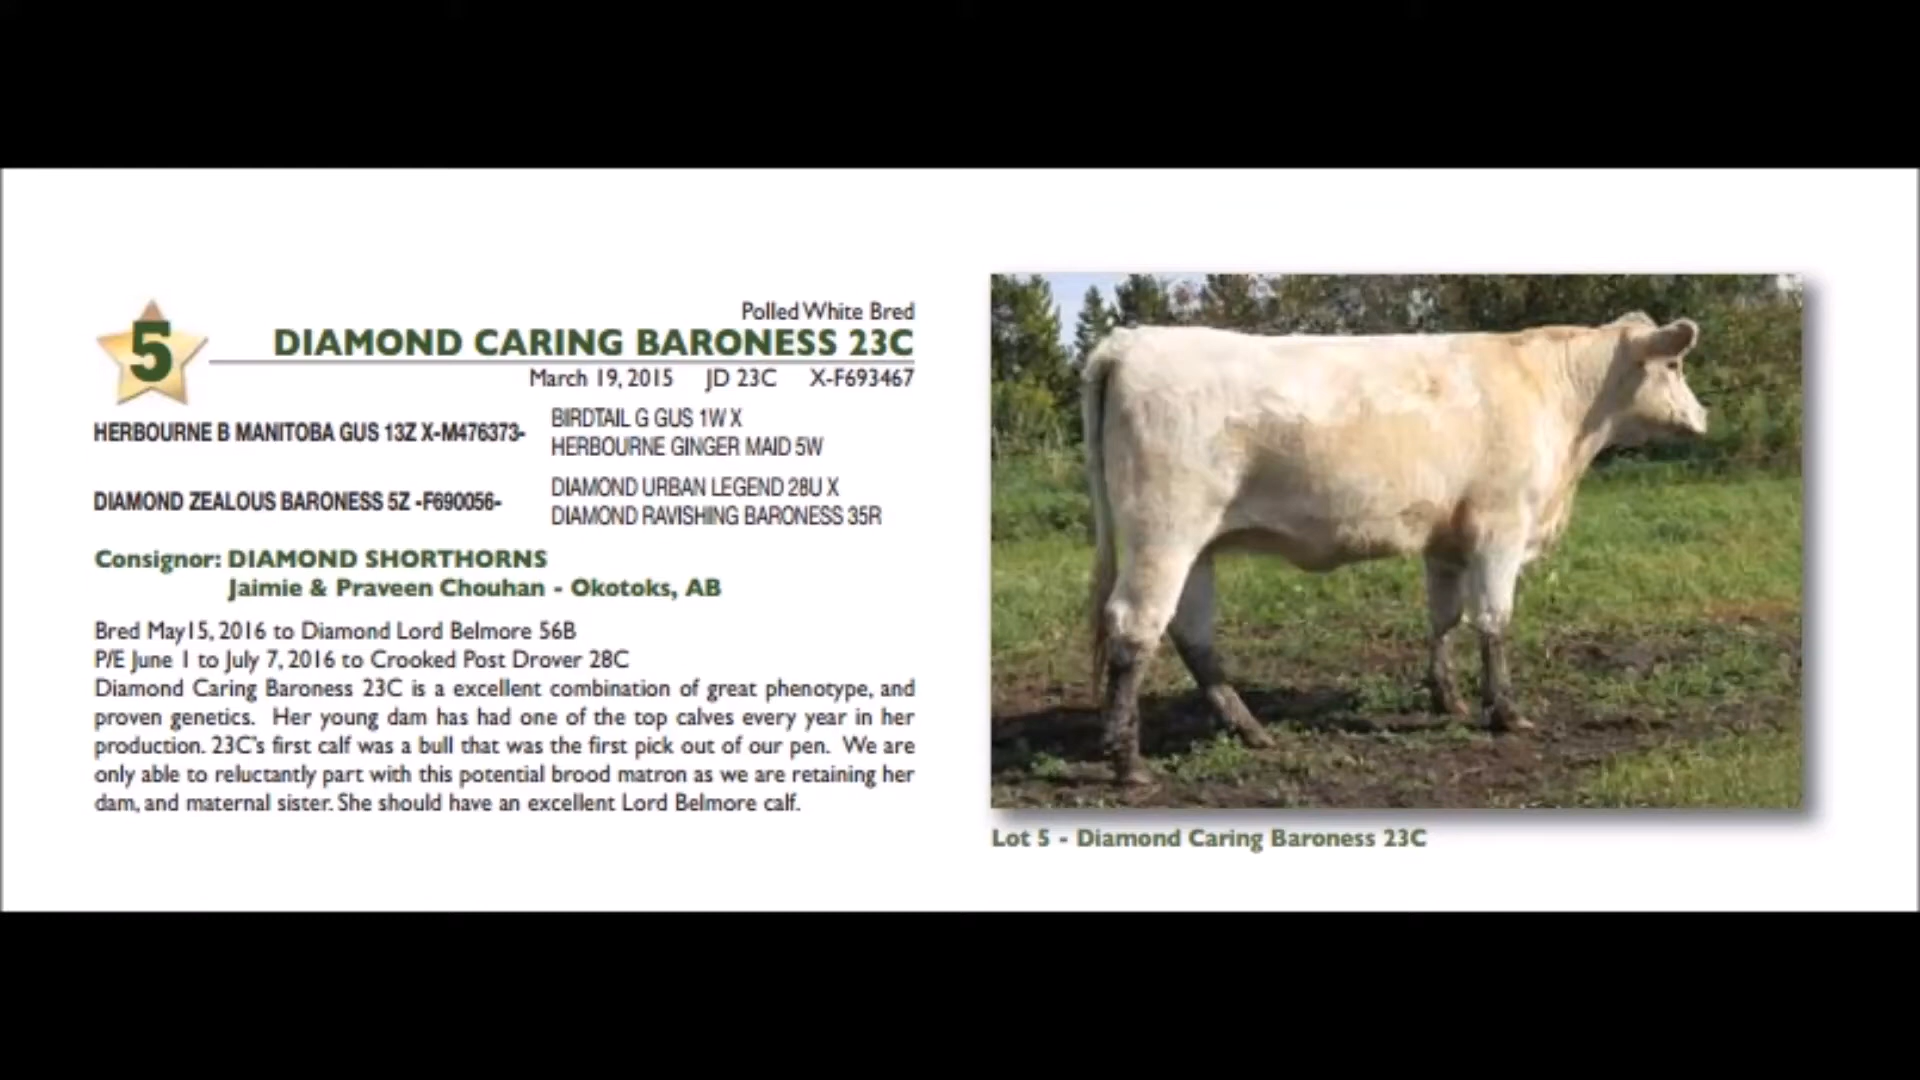 5
Polled White Bred
DIAMOND CARING BARONESS 23C
March 19, 2015 JD 23C X-F693467
HERBOURNE B MANITOBA GUS 13Z X-M476373-
BIRDTAIL G GUS 1W X
HERBOURNE GINGER MAID 5W
DIAMOND ZEALOUS BARONESS 5Z -F690056-
DIAMOND URBAN LEGEND 28U X
DIAMOND RAVISHING BARONESS 35R
Consignor: DIAMOND SHORTHORNS
Jaimie & Praveen Chouhan - Okotoks, AB
Bred May15, 2016 to Diamond Lord Belmore 56B
P/E June 1 to July 7, 2016 to Crooked Post Drover 28C
Diamond Caring Baroness 23C is a excellent combination of great phenotype, and
proven genetics. Her young dam has had one of the top calves every year in her
production. 23C's first calf was a bull that was the first pick out of our pen. We are
only able to reluctantly part with this potential brood matron as we are retaining her
dam, and maternal sister. She should have an excellent Lord Belmore calf.
Lot 5 - Diamond Caring Baroness 23C